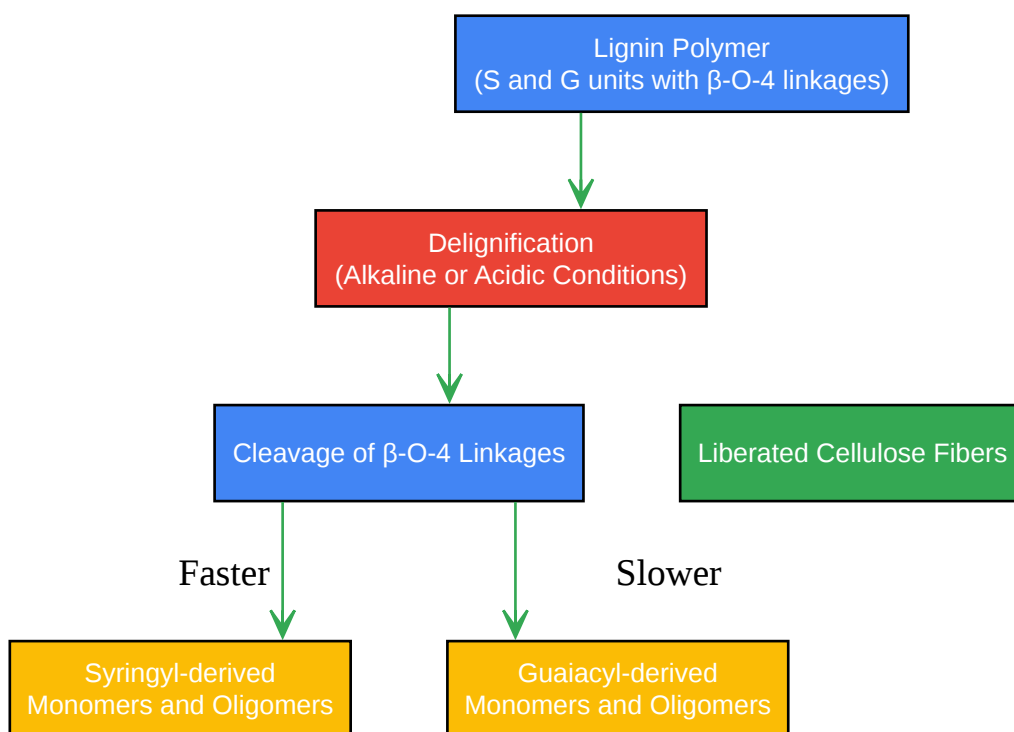 Lignin Polymer
(S and G units with β-O-4 linkages)
Delignification
(Alkaline or Acidic Conditions)
Cleavage of β-O-4 Linkages
Liberated Cellulose Fibers
Faster
Slower
Syringyl-derived
Monomers and Oligomers
Guaiacyl-derived
Monomers and Oligomers